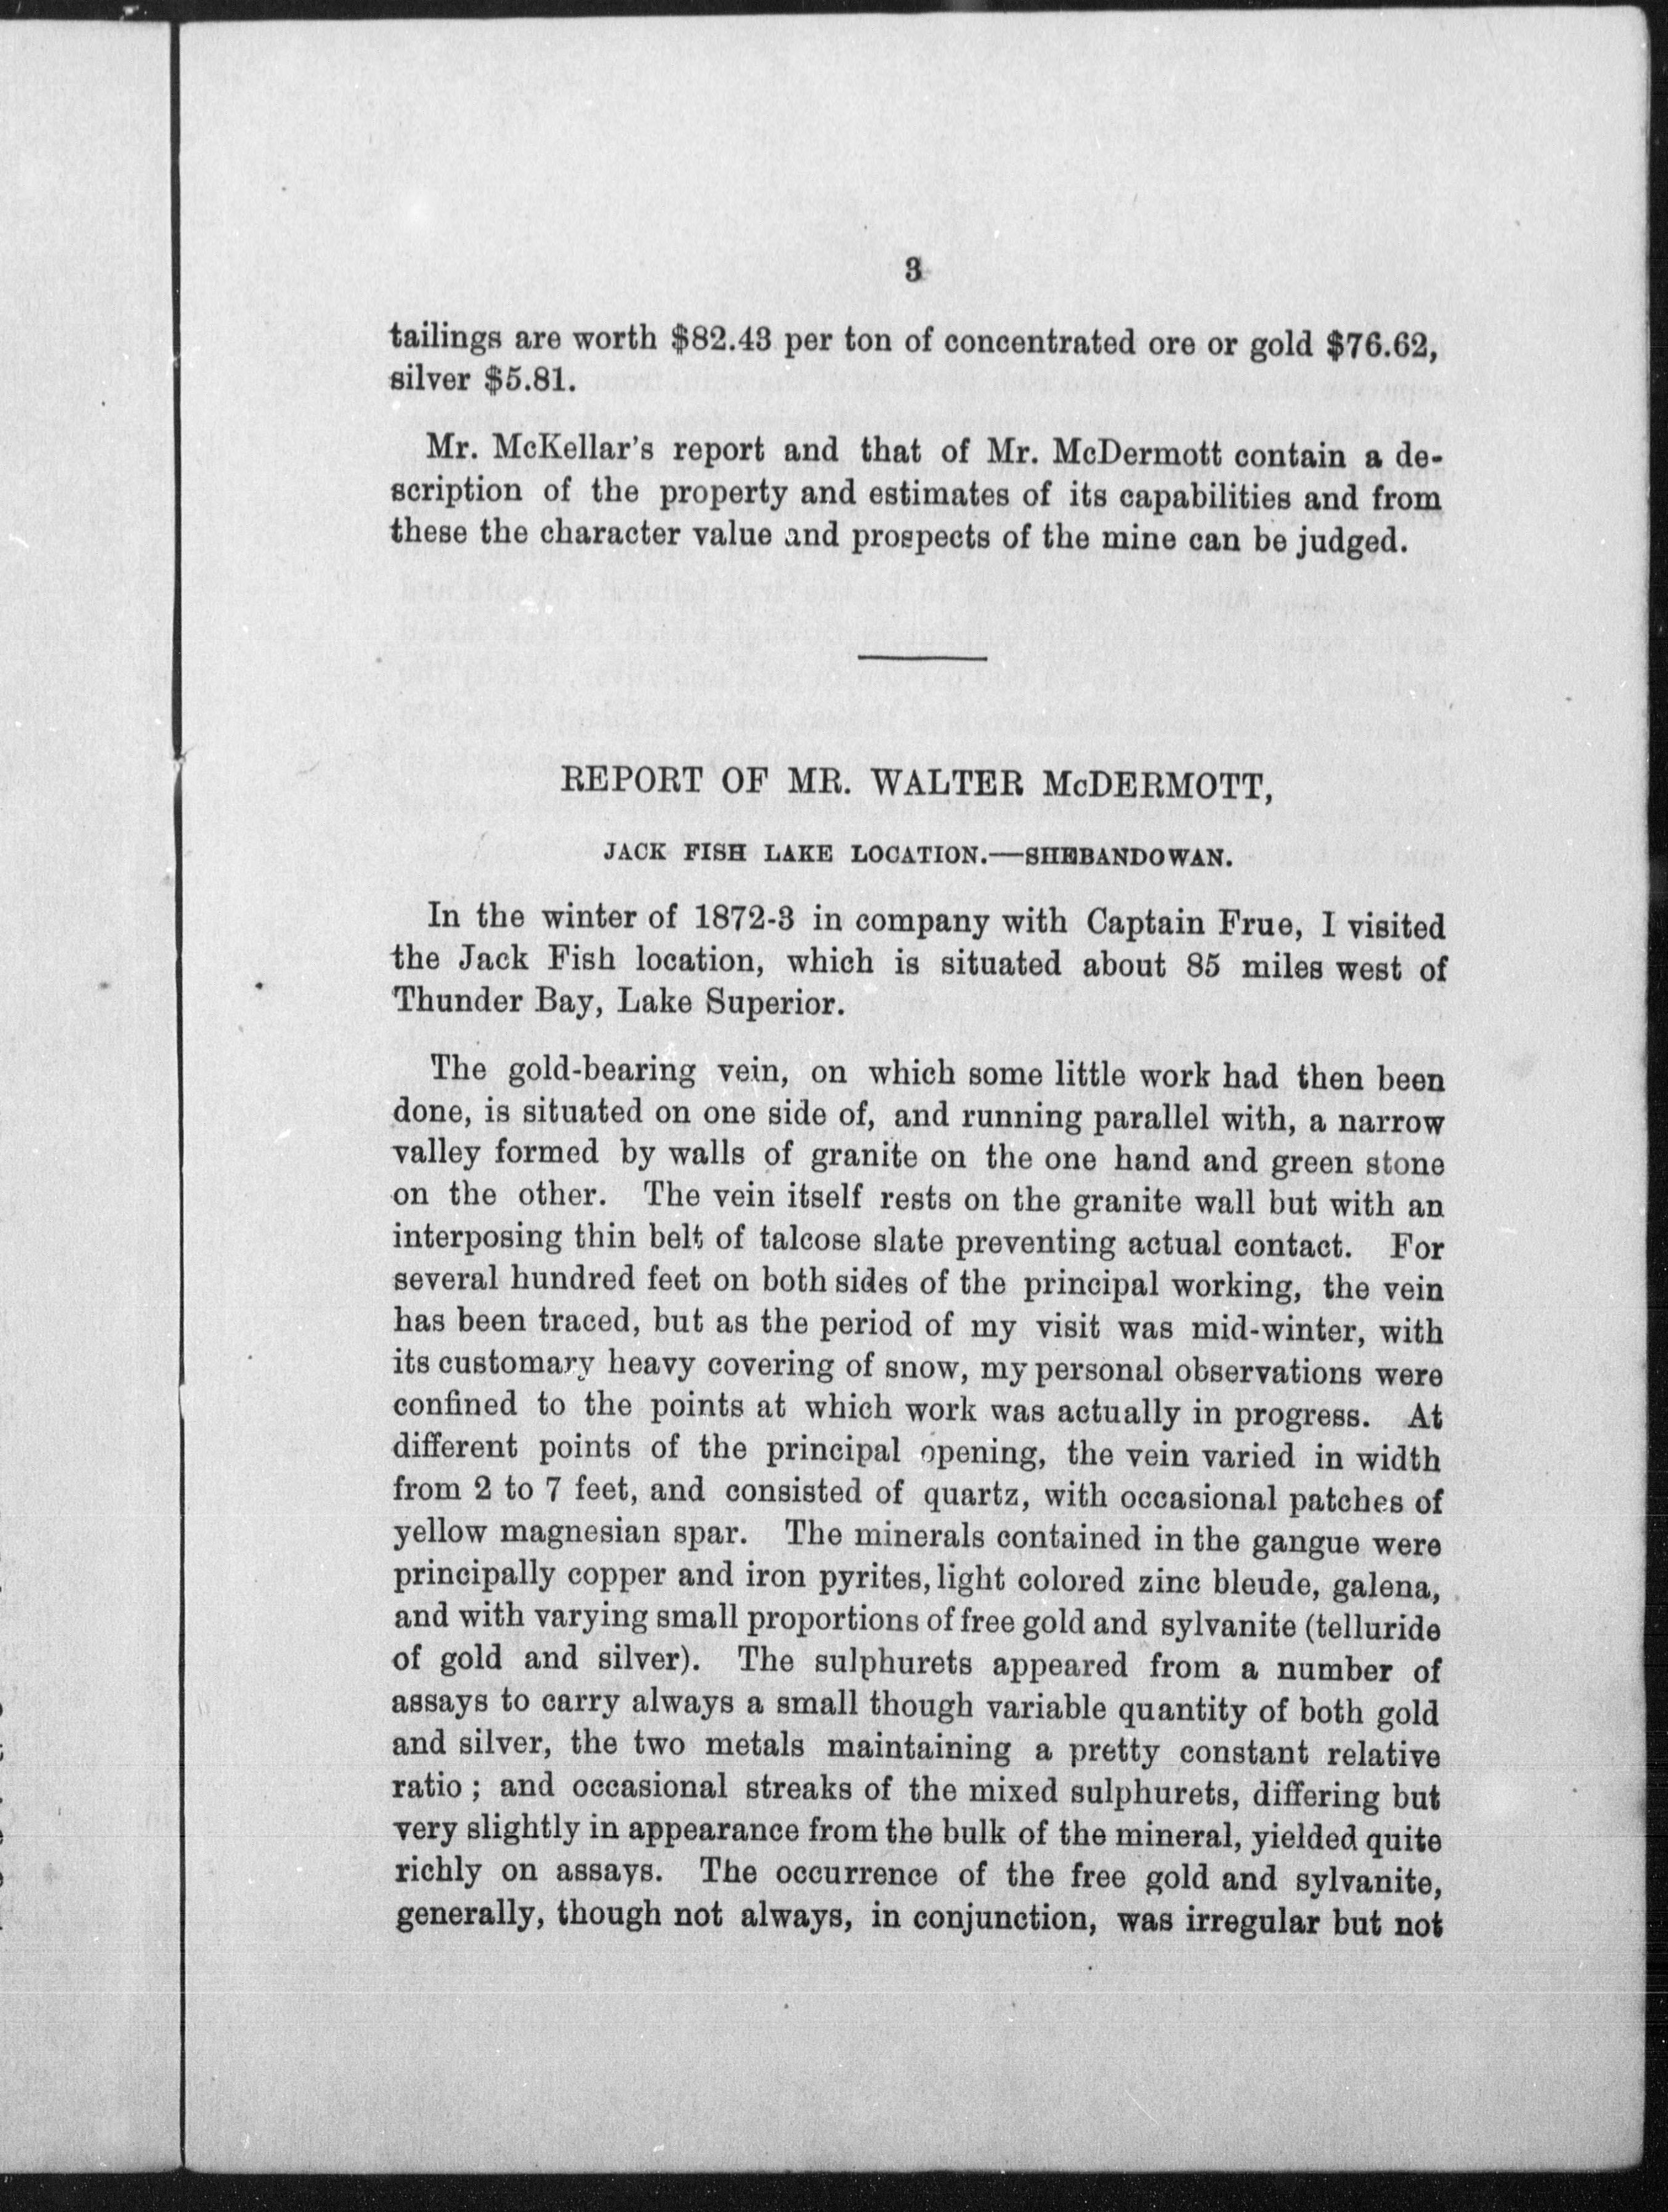 3
tailings are worth $82.43 per ton of concentrated ore or gold $76.62,
silver $5.81.
Mr. McKellar's report and that of Mr. McDermott contain a de-
scription of the property and estimates of its capabilities and from
these the character value and prospects of the mine can be judged.
REPORT OF MR. WALTER McDERMOTT,
JACK FISH LAKE LOCATION.—SHEBANDOWAN.
In the winter of 1872-3 in company with Captain Frue, I visited
the Jack Fish location, which is situated about 85 miles west of
Thunder Bay, Lake Superior.
The gold-bearing vein, on which some little work had then been
done, is situated on one side of, and running parallel with, a narrow
valley formed by walls of granite on the one hand and green stone
on the other. The vein itself rests on the granite wall but with an
interposing thin belt of talcose slate preventing actual contact. For
several hundred feet on both sides of the principal working, the vein
has been traced, but as the period of my visit was mid-winter, with
its customary heavy covering of snow, my personal observations were
confined to the points at which work was actually in progress. At
different points of the principal opening, the vein varied in width
from 2 to 7 feet, and consisted of quartz, with occasional patches of
yellow magnesian spar. The minerals contained in the gangue were
principally copper and iron pyrites, light colored zinc bleude, galena,
and with varying small proportions of free gold and sylvanite (telluride
of gold and silver). The sulphurets appeared from a number of
assays to carry always a small though variable quantity of both gold
and silver, the two metals maintaining a pretty constant relative
ratio ; and occasional streaks of the mixed sulphurets, differing but
very slightly in appearance from the bulk of the mineral, yielded quite
richly on assays. The occurrence of the free gold and sylvanite,
generally, though not always, in conjunction, was irregular but not